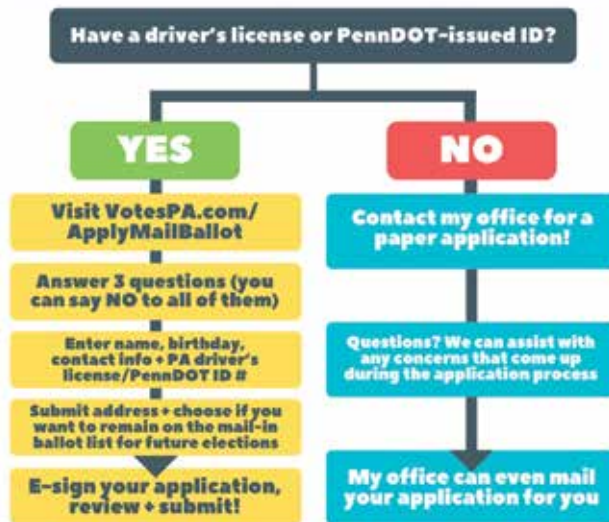 Have a driver's license or PennDOT-issued ID?
YES
Visit VotesPA.com/
ApplyMailBallot
Answer 3 questions (you
can say NO to all of them)
Enter name, birthday,
contact info + PA driver's
license/PennDOT ID #
Submit address + choose if you
want to remain on the mail-in
ballot list for future elections
E-sign your application,
review + submit!
NO
Contact my office for a
paper application!
Questions? We can assist with
any concerns that come up
during the application process
My office can even mail
your application for you